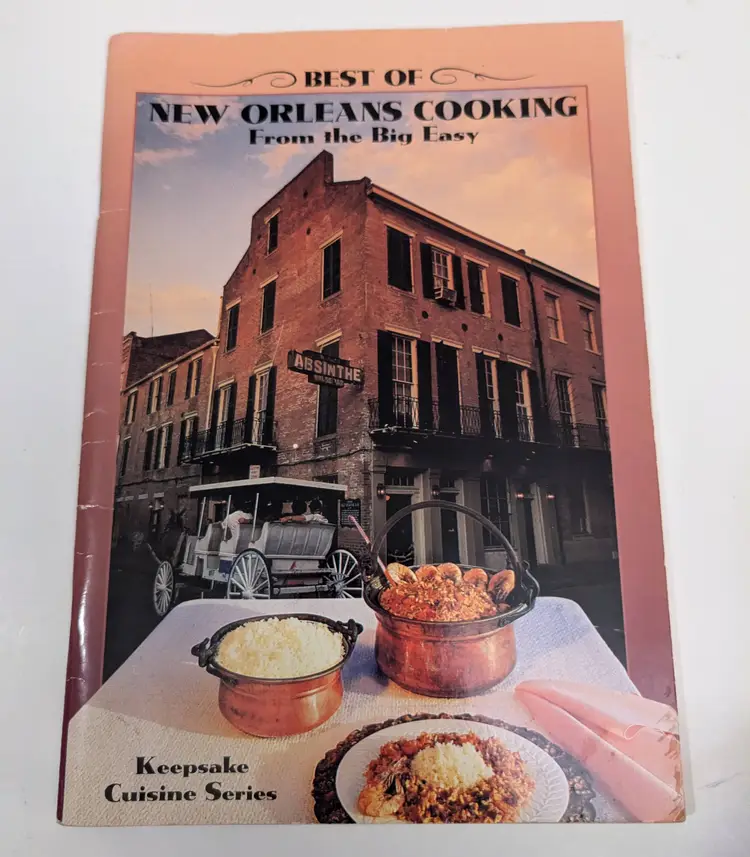 BEST OF
NEW ORLEANS COOKING
From the Big Easy
ABSINTHE
Keepsake
Cuisine Series